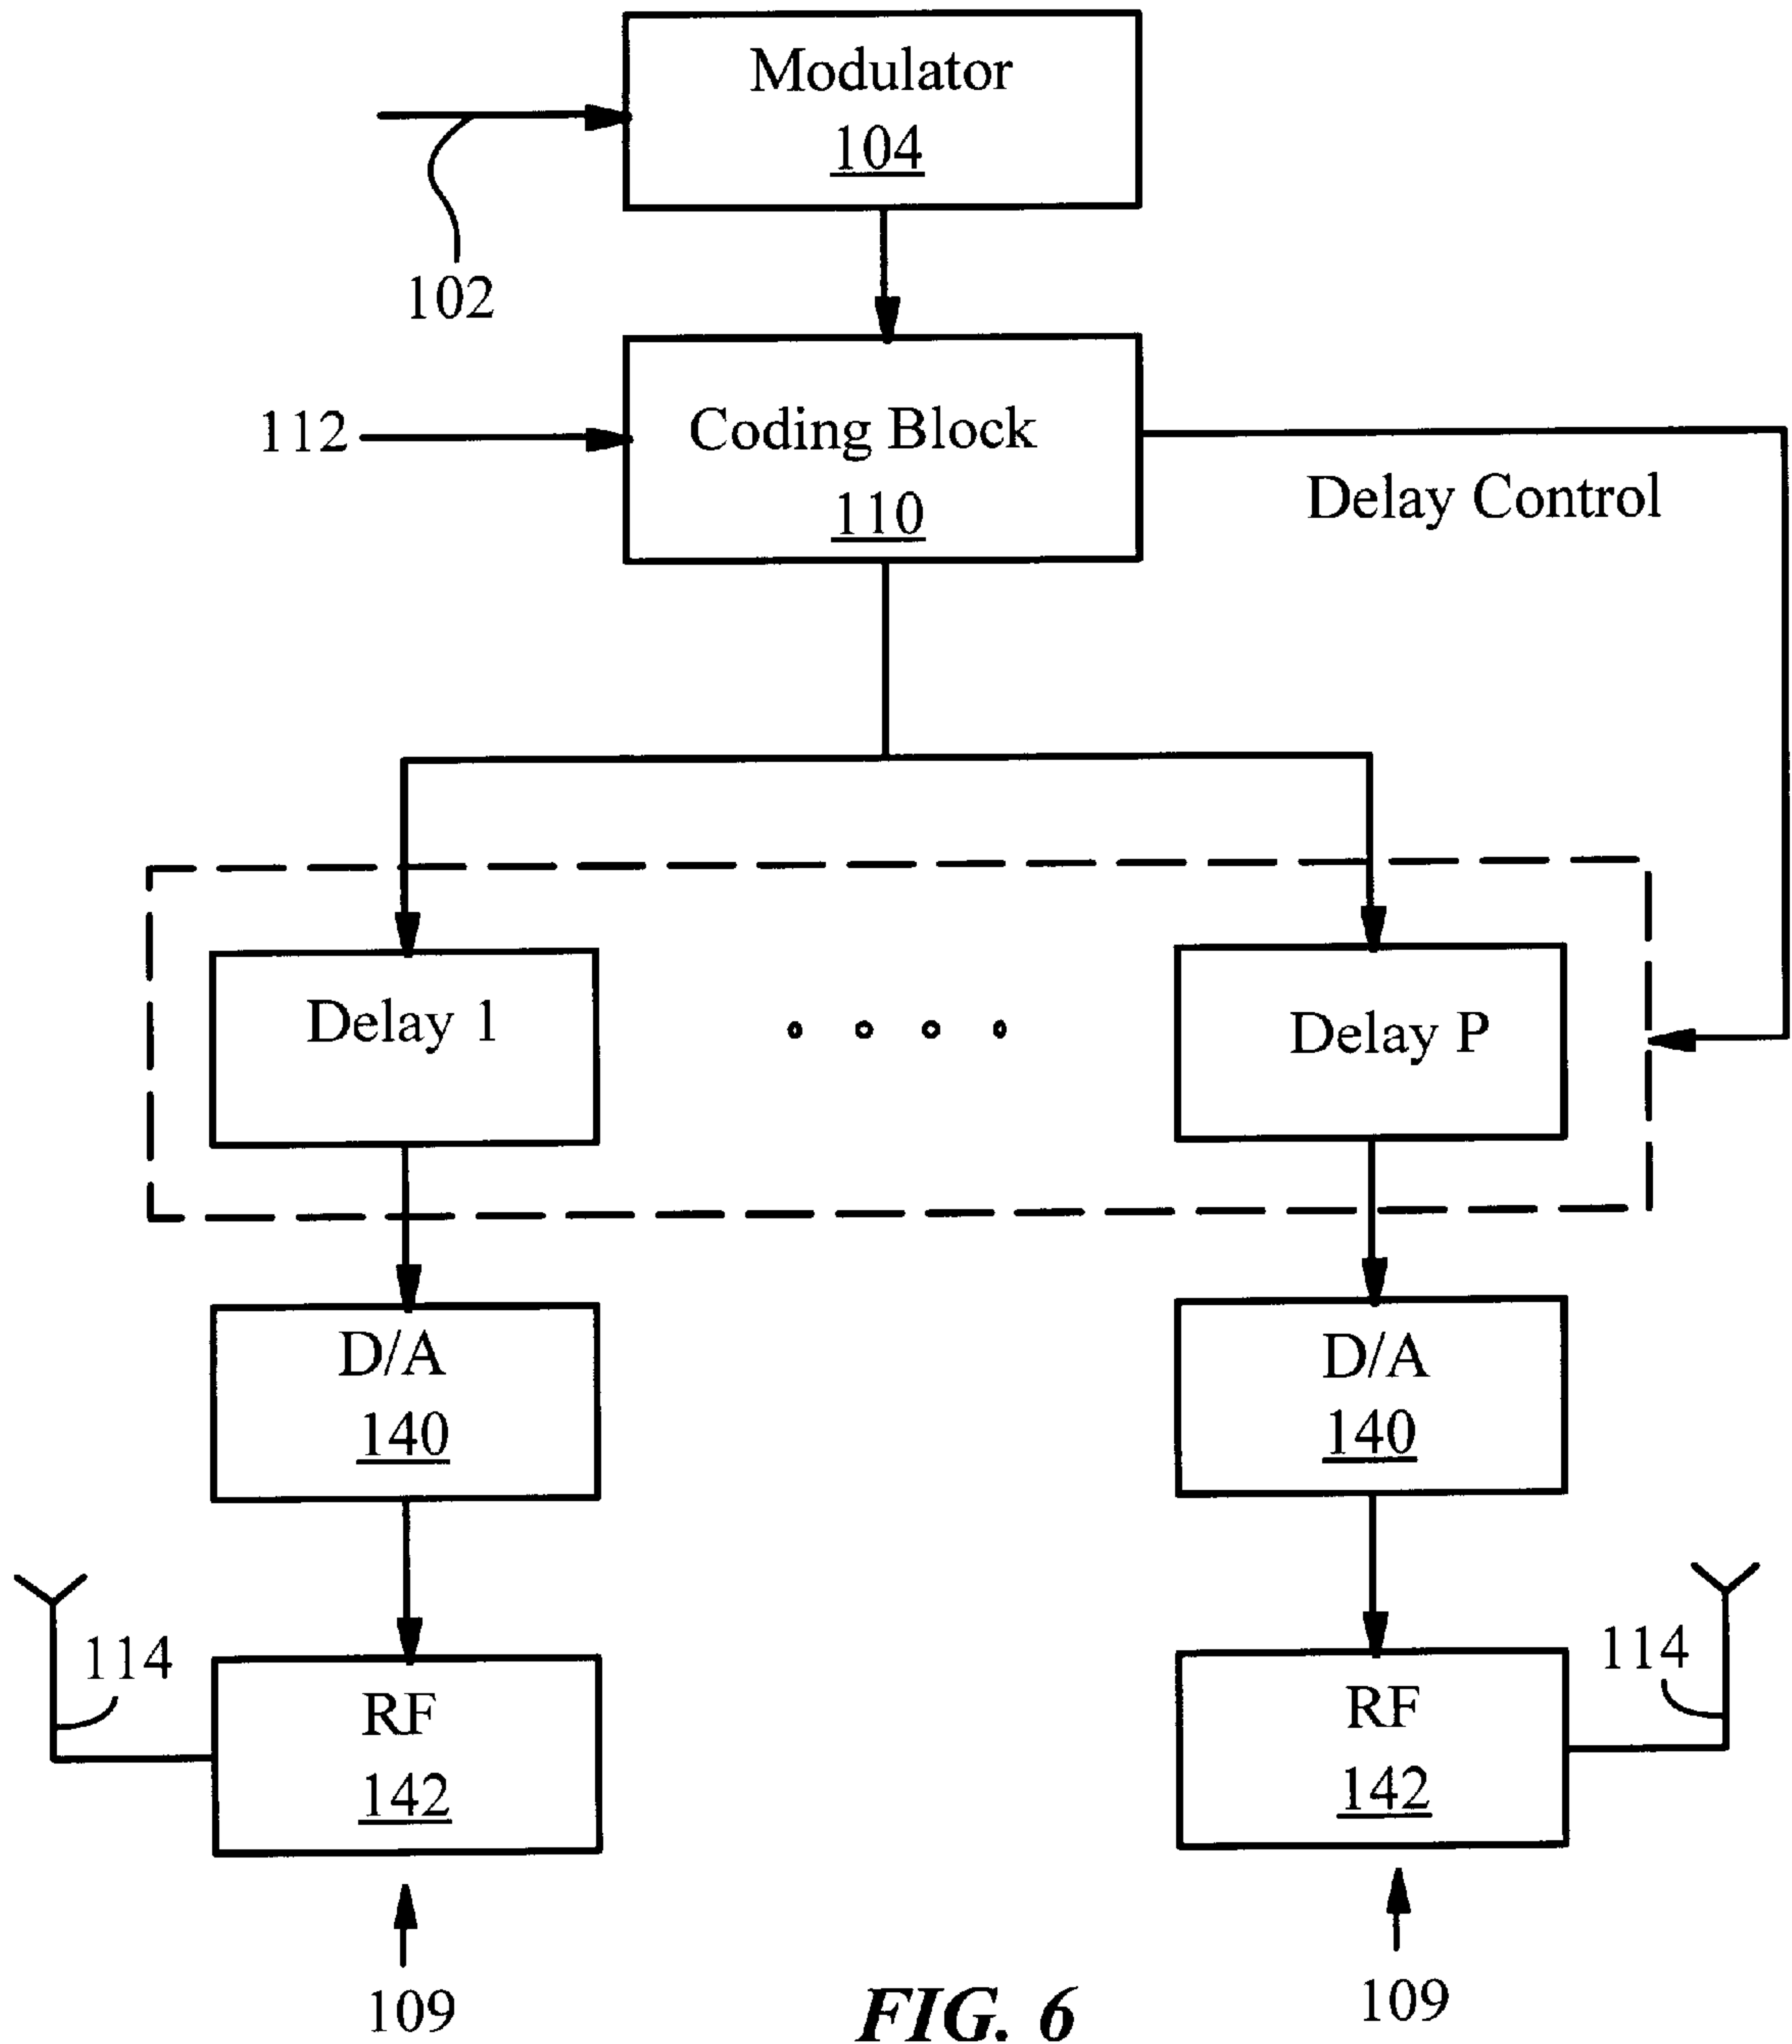 Modulator
104
102
112
Coding Block
110
Delay Control
Delay 1
Delay P
D/A
140
D/A
140
114
RF
142
RF
142
114
109
109
FIG. 6